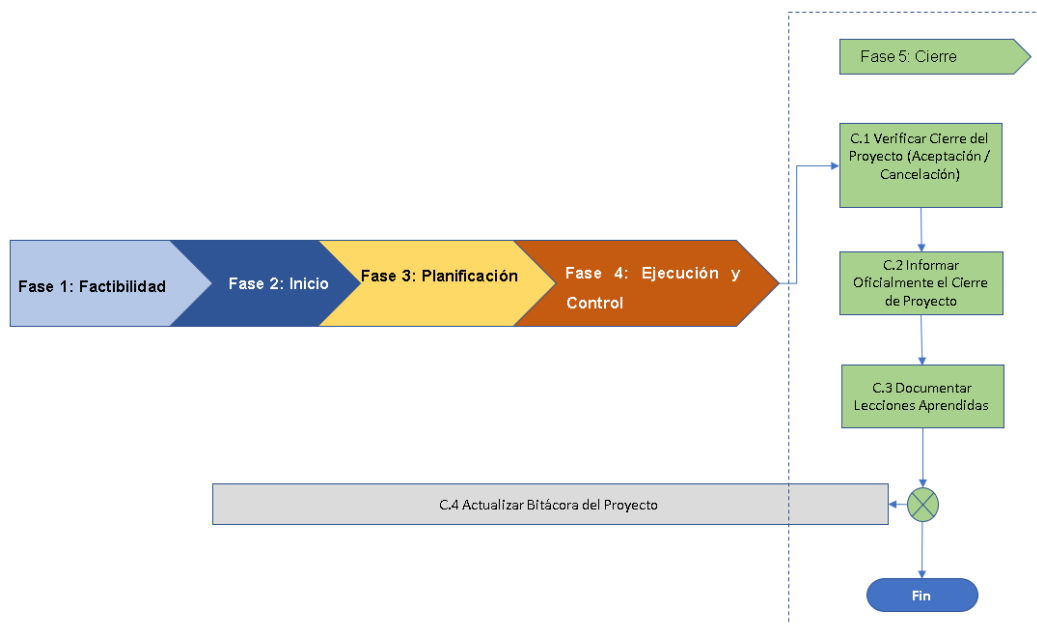 Fase 5: Cierre
C.1 Verificar Cierre del
Proyecto (Aceptación /
Cancelación)
Fase 1: Factibilidad
Fase 2: Inicio
Fase 3: Planificación
Fase 4: Ejecución y
Control
C.2 Informar
Oficialmente el Cierre
de Proyecto
C.3 Documentar
Lecciones Aprendidas
C.4 Actualizar Bitácora del Proyecto
Fin